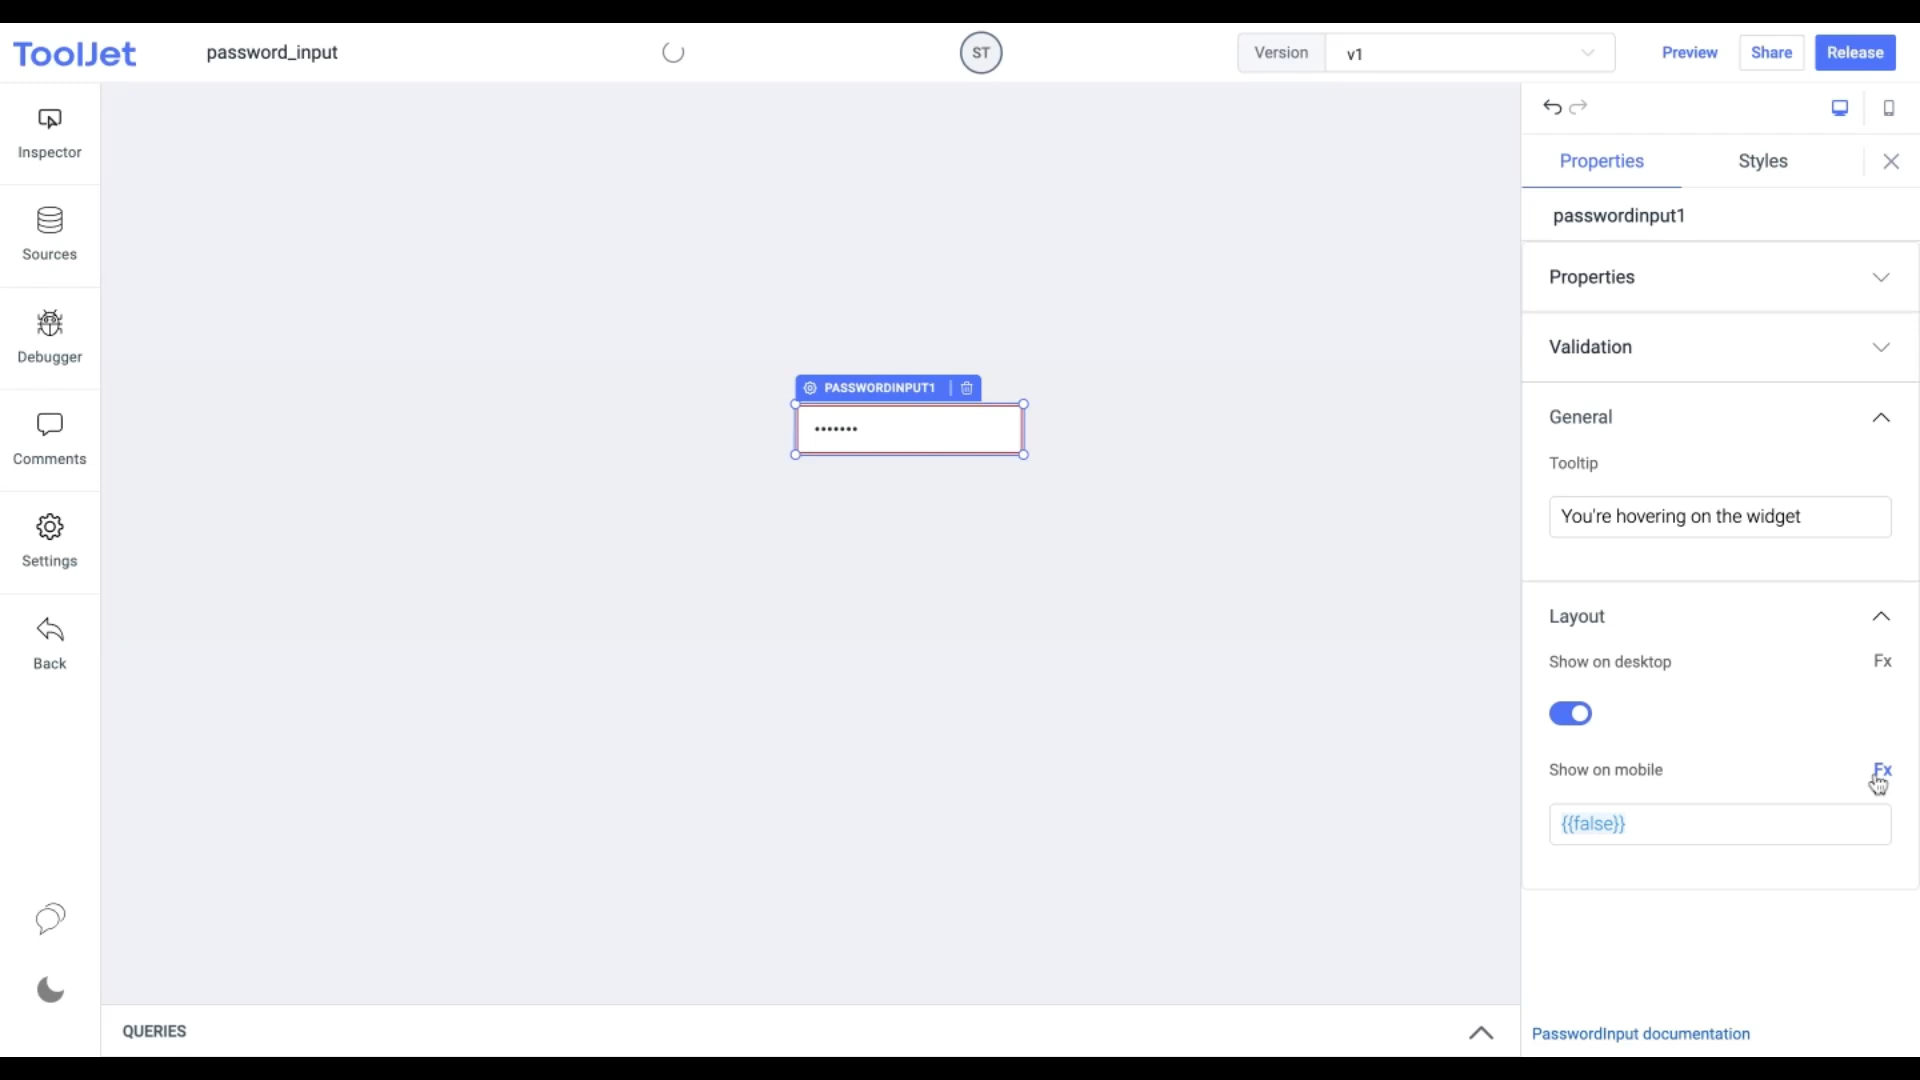 ToolJet
password_input
ST
Version
v1
Preview
Share
Release
Inspector
Sources
Debugger
Comments
Settings
Back
PASSWORDINPUT1
•••••••
Properties
Styles
passwordinput1
Properties
Validation
General
Tooltip
You're hovering on the widget
Layout
Show on desktop
Fx
Show on mobile
Fx
{{false}}
QUERIES
PasswordInput documentation